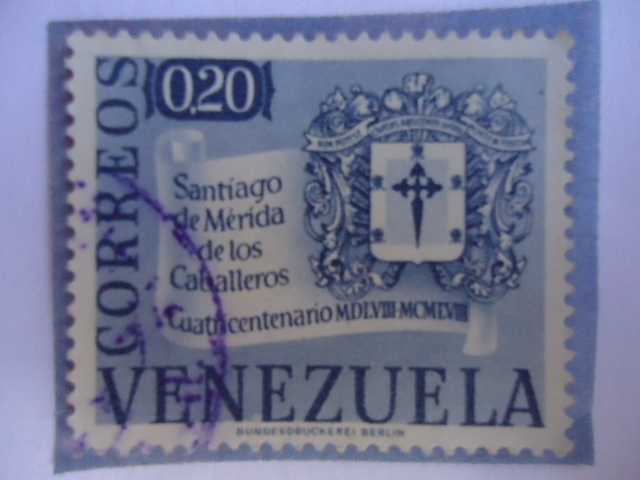 CORREOS
0.20
Santiago
de Mérida
de los
Caballeros
Cuatricentenario MDLVIII-MCMLVIII
VENEZUELA
BUNDESDRUCKEREI BERLIN